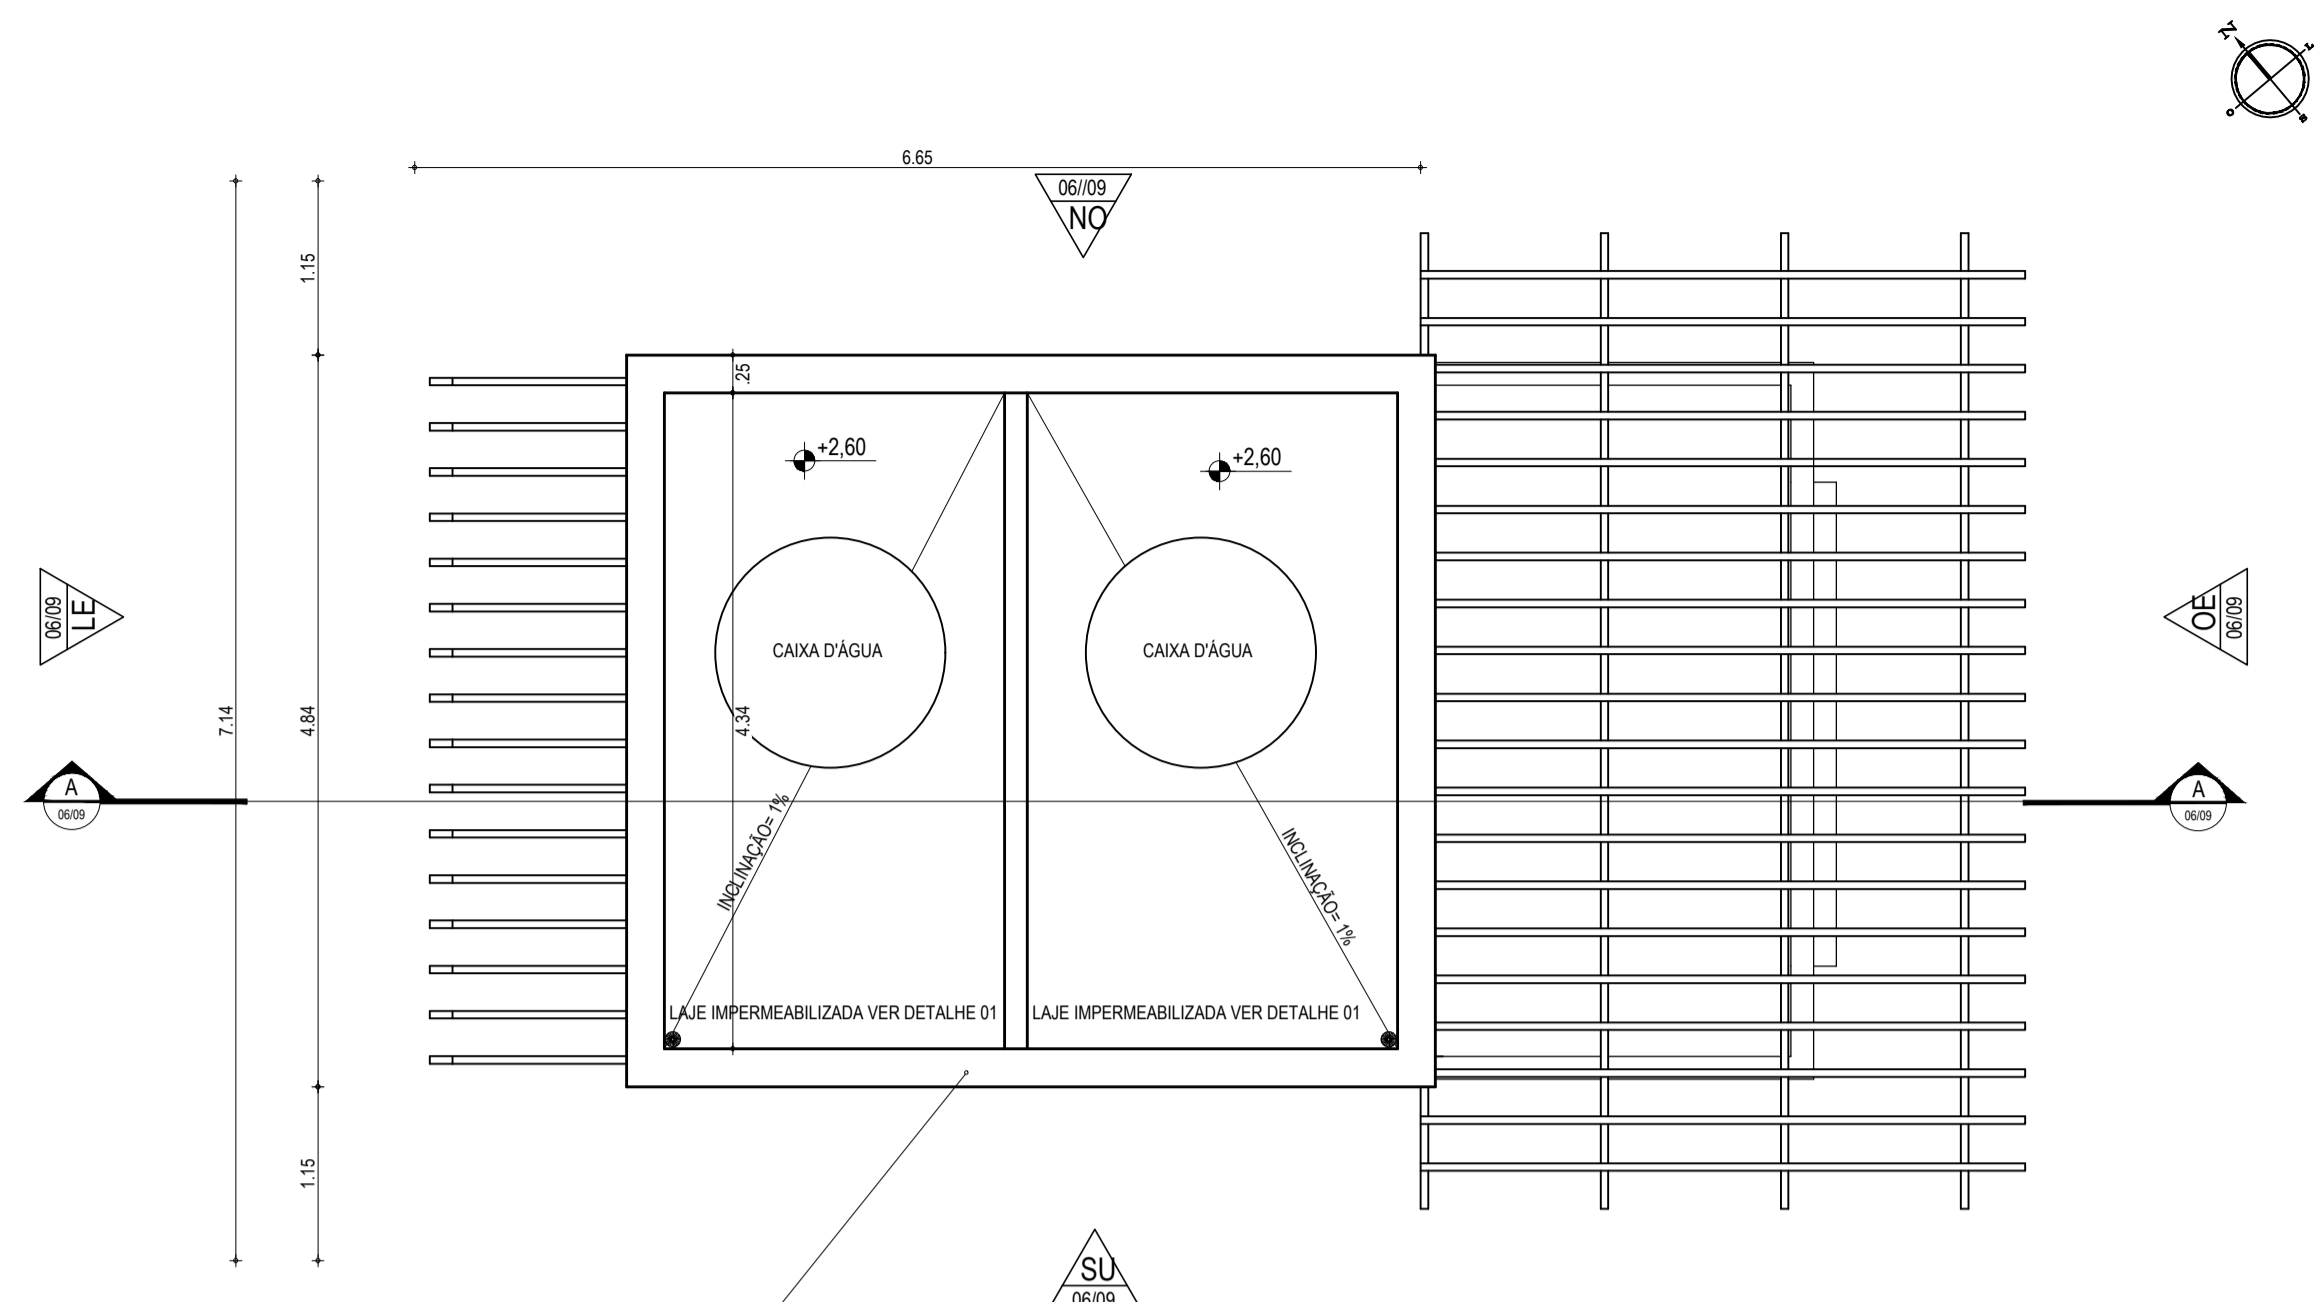 N
L
O
S
6.65
06//09
NO
1.15
.25
+2,60
+2,60
06/09
LE
OE
06/09
CAIXA D'ÁGUA
CAIXA D'ÁGUA
7.14
4.84
4.34
A
06/09
A
06/09
INCLINAÇÃO= 1%
INCLINAÇÃO= 1%
LAJE IMPERMEABILIZADA VER DETALHE 01
LAJE IMPERMEABILIZADA VER DETALHE 01
1.15
SU
06/09